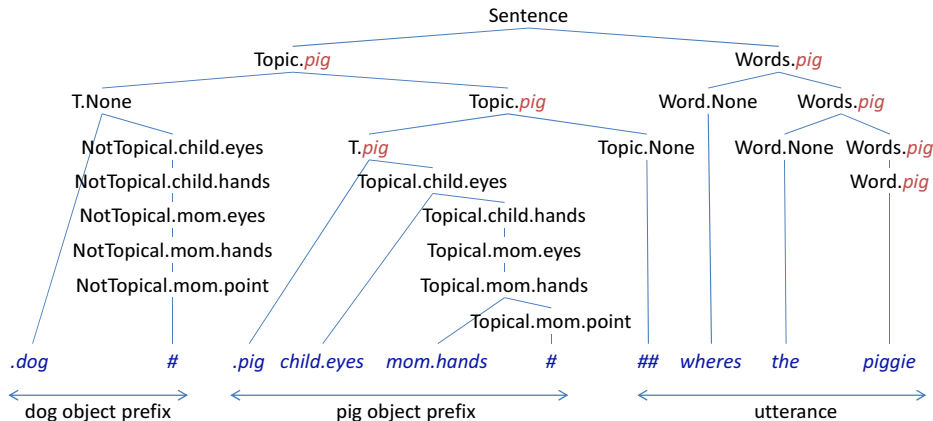 Sentence
Topic.pig Words.pig
T.None Topic.pig Word.None Words.pig
NotTopical.child.eyes T.pig Topic.None Word.None Words.pig
NotTopical.child.hands Topical.child.eyes Word.pig
NotTopical.mom.eyes Topical.child.hands
NotTopical.mom.hands Topical.mom.eyes
NotTopical.mom.point Topical.mom.hands
Topical.mom.point
.dog # .pig child.eyes mom.hands # ## wheres the piggie
dog object prefix pig object prefix utterance